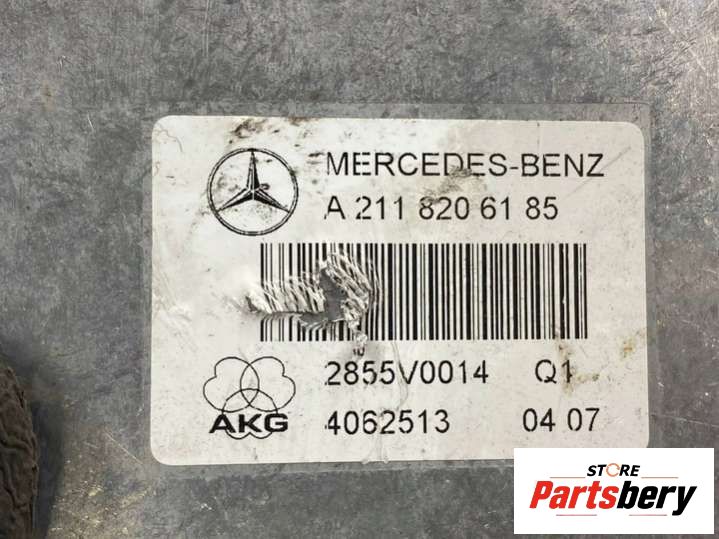 MERCEDES-BENZ
A 211 820 61 85
2855V0014 Q1
AKG 4062513 04 07
STORE
Partsbery